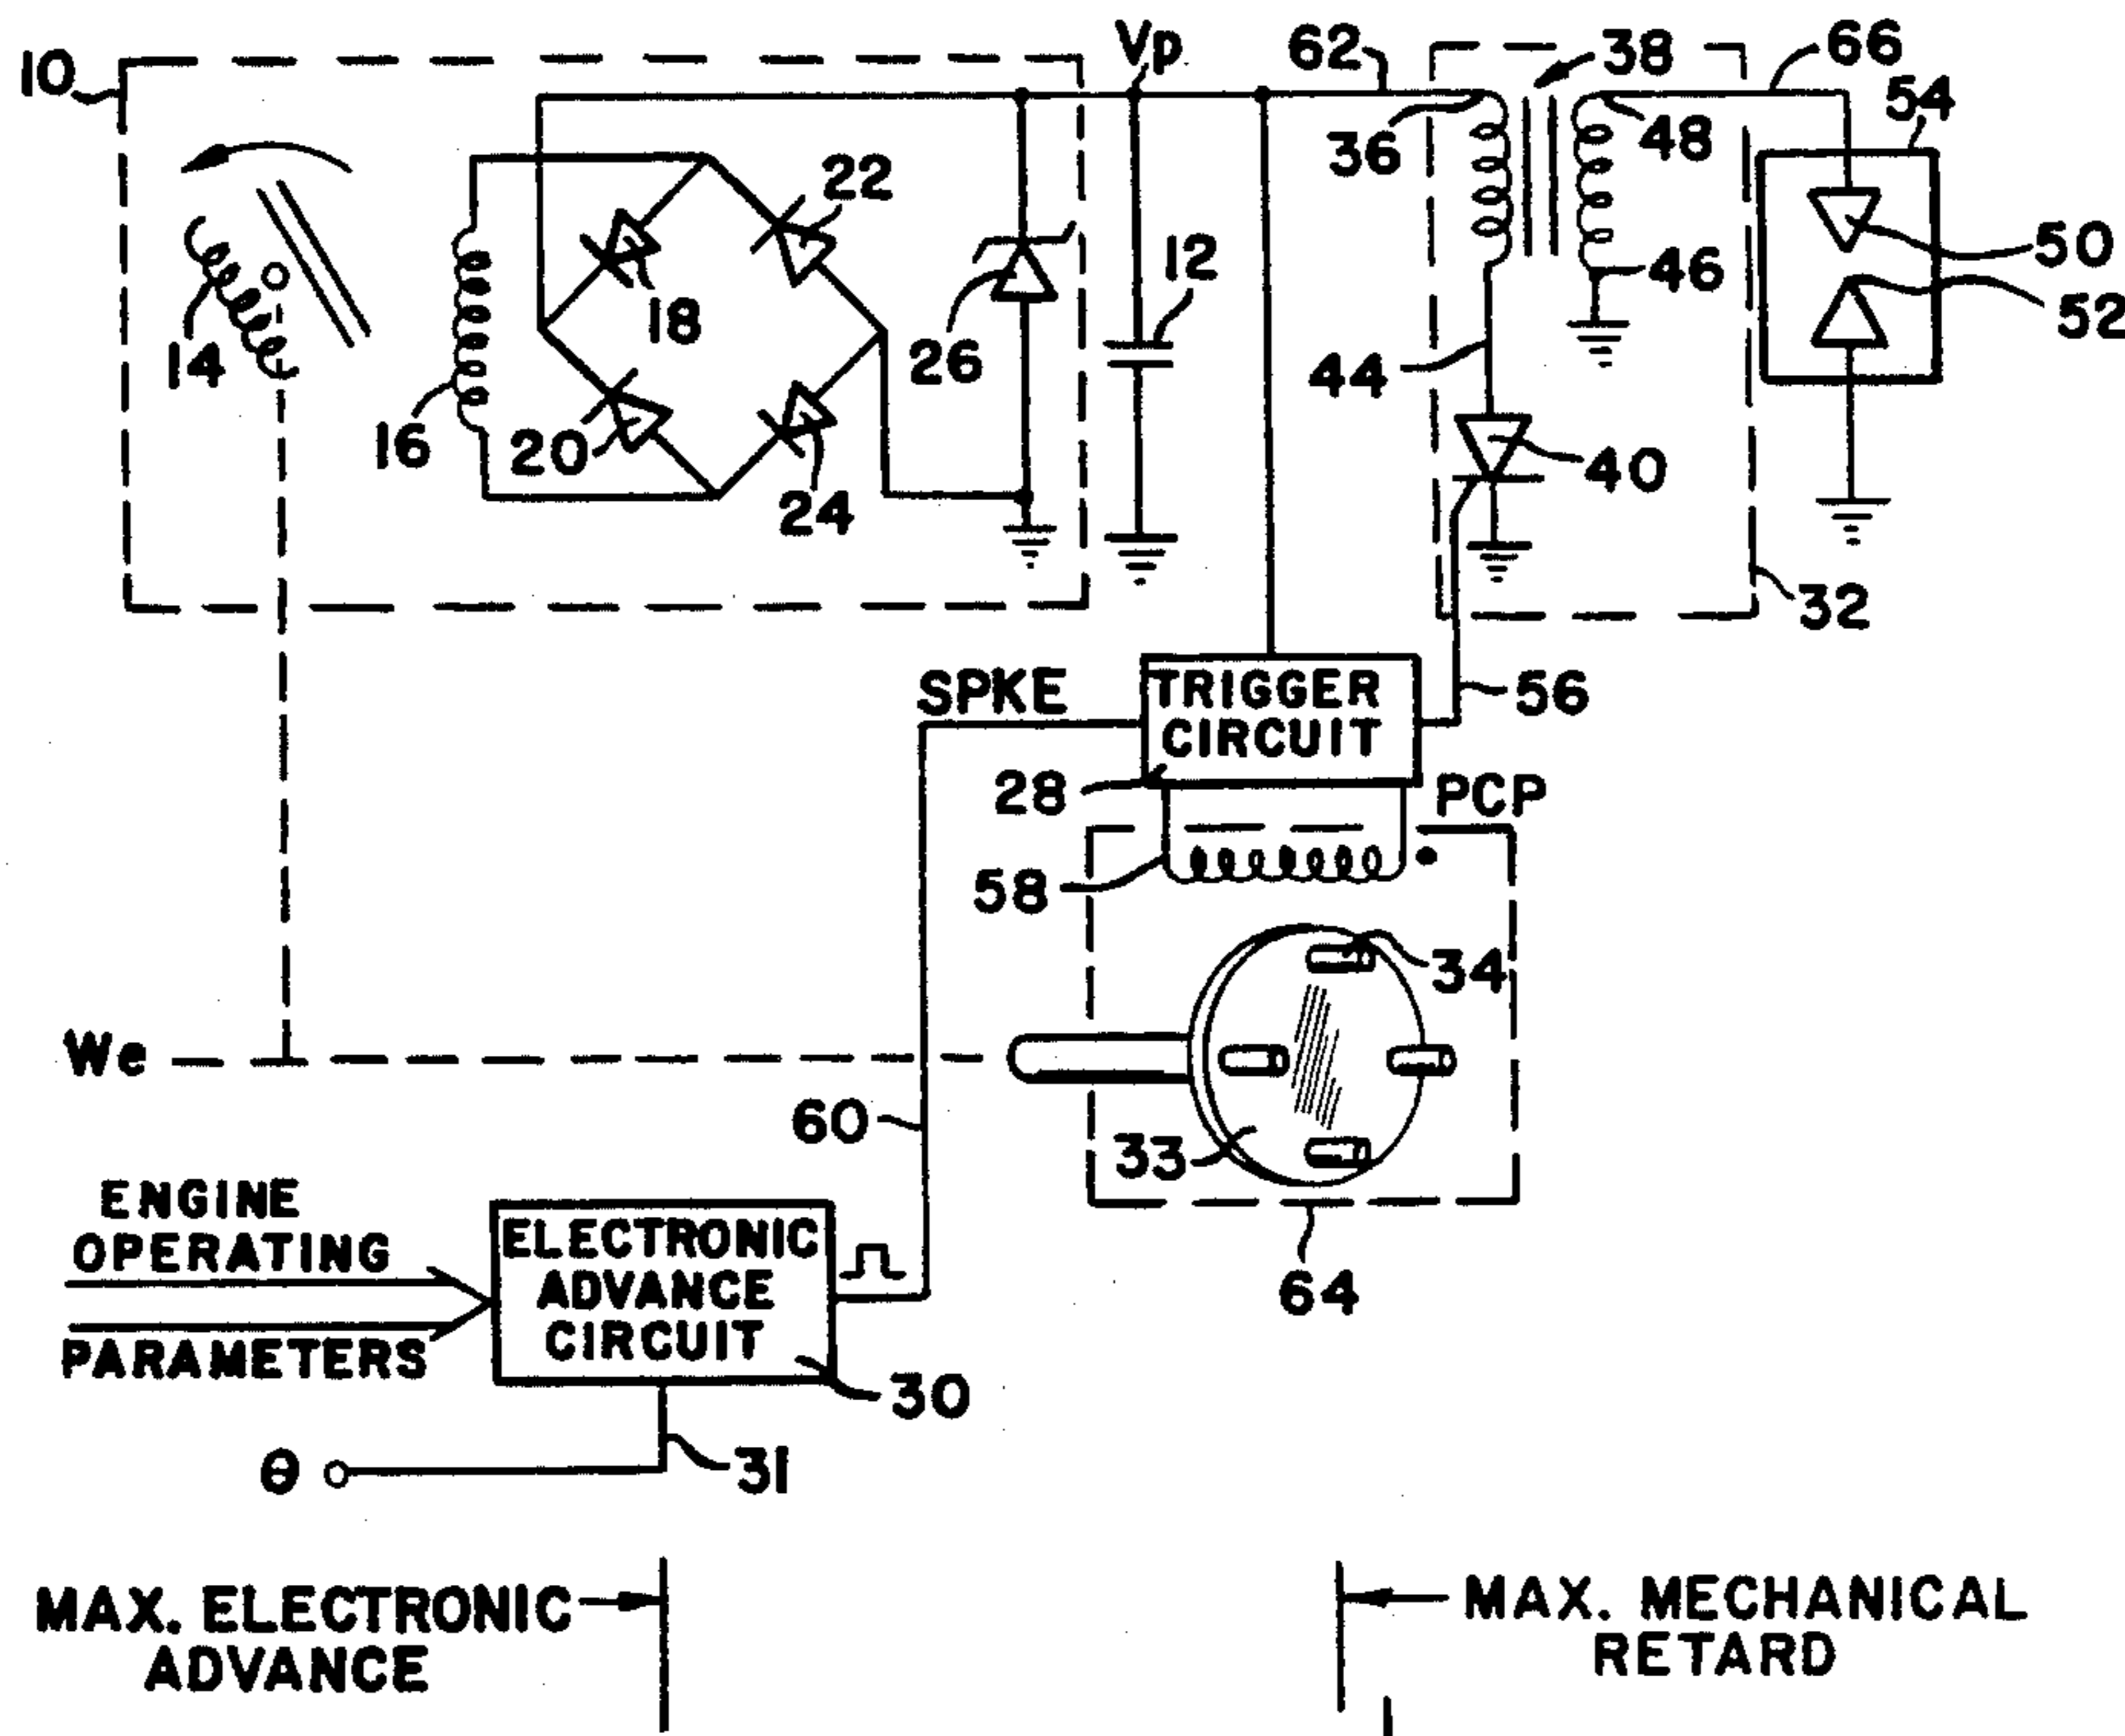 10
Vp
62
38
66
54
36
48
22
18
50
12
46
52
26
14
44
16
20
40
24
32
SPKE
TRIGGER
CIRCUIT
56
28
PCP
58
34
We
60
33
ENGINE
OPERATING
PARAMETERS
ELECTRONIC
ADVANCE
CIRCUIT
64
30
31
θ
MAX. ELECTRONIC
ADVANCE
MAX. MECHANICAL
RETARD